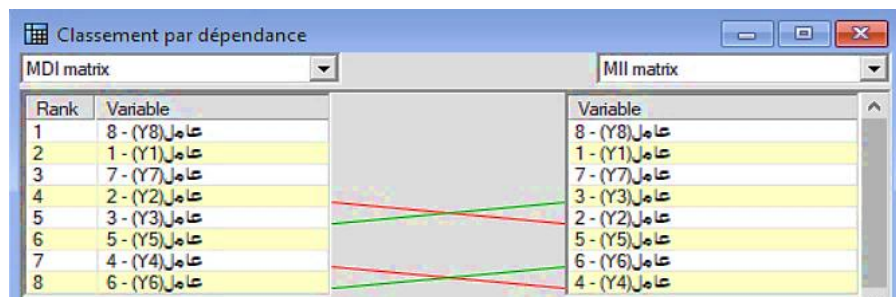 Classement par dépendance
MDI matrix MII matrix
Rank Variable Variable
1 8 - (Y8)عامل 8 - (Y8)عامل
2 1 - (Y1)عامل 1 - (Y1)عامل
3 7 - (Y7)عامل 7 - (Y7)عامل
4 2 - (Y2)عامل 3 - (Y3)عامل
5 3 - (Y3)عامل 2 - (Y2)عامل
6 5 - (Y5)عامل 5 - (Y5)عامل
7 4 - (Y4)عامل 6 - (Y6)عامل
8 6 - (Y6)عامل 4 - (Y4)عامل